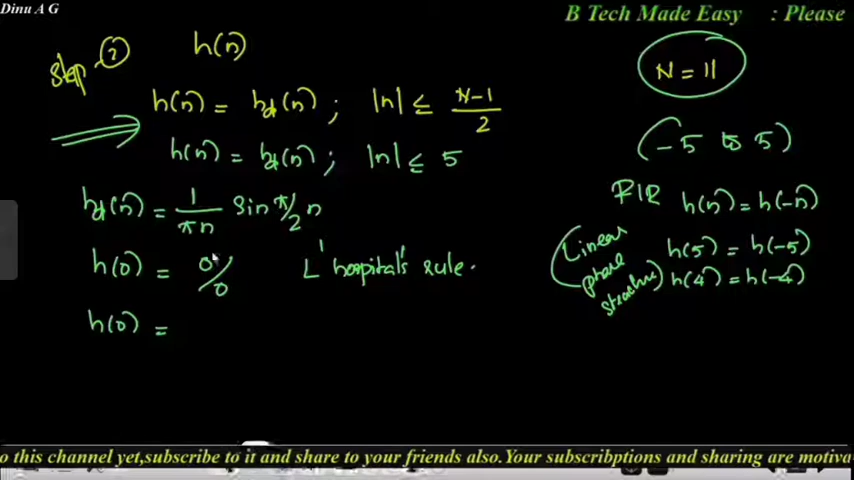 Dinu A G
B Tech Made Easy : Please
Step -② h(n)
N = 11
h(n) = hd(n) ; |n| ≤ N-1/2
(-5 to 5)
h(n) = hd(n) ; |n| ≤ 5
FIR h(n) = h(-n)
hd(n) = 1/πn Sin π/2 n
(Linear phase structure) h(5) = h(-5)
h(4) = h(-4)
h(0) = 0/0 L'hospital's rule.
h(0) =
o this channel yet,subscribe to it and share to your friends also.Your subscribptions and sharing are motiva